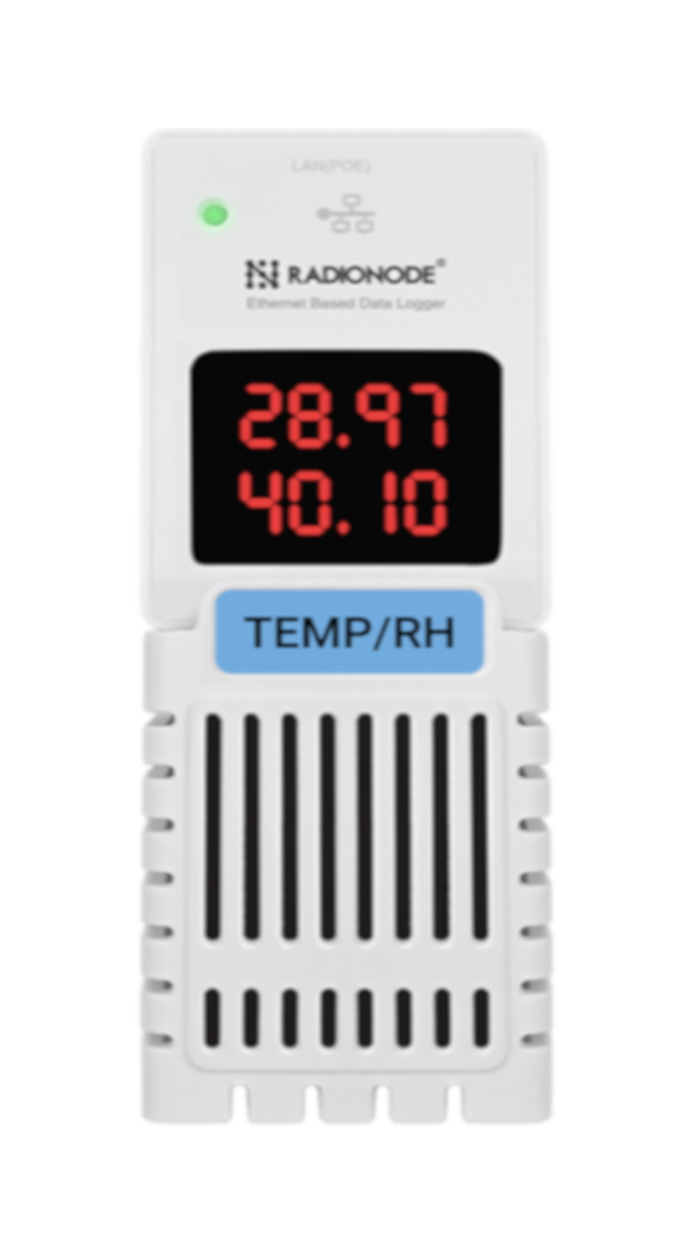 LAN(POE)
RADIONODE®
Ethernet Based Data Logger
28.97
40.10
TEMP/RH